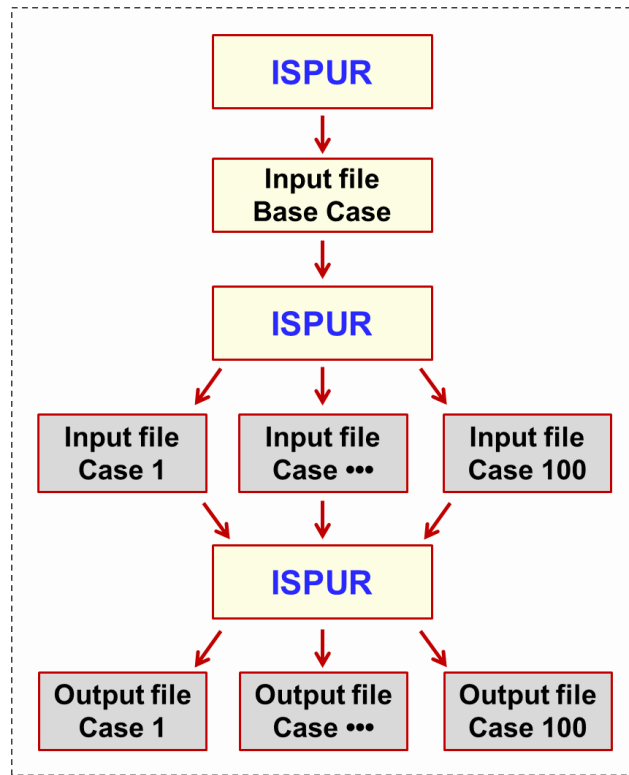 ISPUR
Input file
Base Case
ISPUR
Input file
Case 1
Input file
Case •••
Input file
Case 100
ISPUR
Output file
Case 1
Output file
Case •••
Output file
Case 100